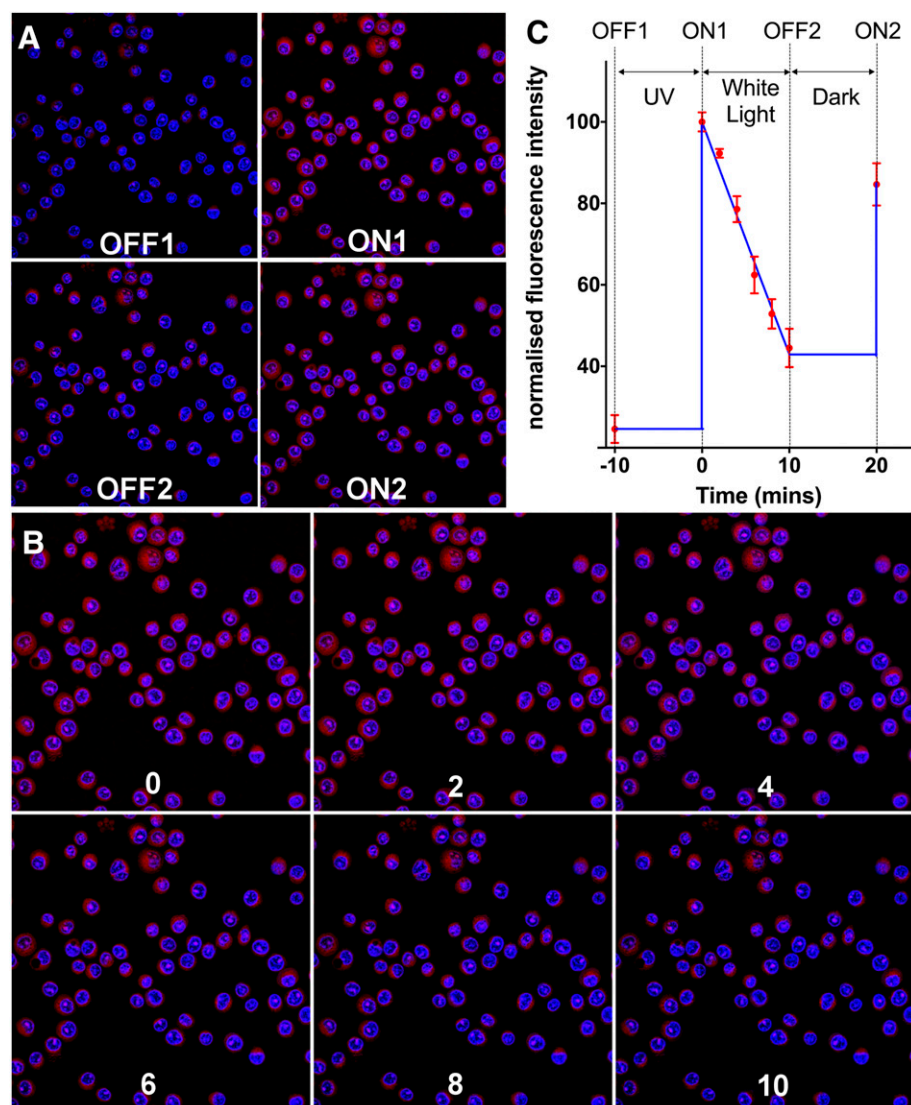 A
OFF1
ON1
OFF2
ON2
C
OFF1 ON1 OFF2 ON2
UV
White
Light
Dark
normalised fluorescence intensity
100
80
60
40
-10 0 10 20
Time (mins)
B
0
2
4
6
8
10